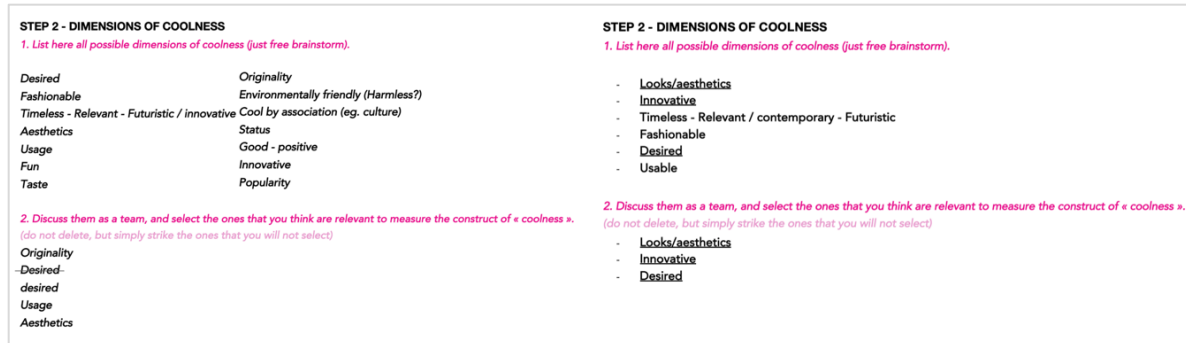 STEP 2 - DIMENSIONS OF COOLNESS
1. List here all possible dimensions of coolness (just free brainstorm).
Desired
Fashionable
Timeless - Relevant - Futuristic / innovative
Aesthetics
Usage
Fun
Taste
Originality
Environmentally friendly (Harmless?)
Cool by association (eg. culture)
Status
Good - positive
Innovative
Popularity
2. Discuss them as a team, and select the ones that you think are relevant to measure the construct of « coolness ».
(do not delete, but simply strike the ones that you will not select)
Originality
Desired
desired
Usage
Aesthetics
STEP 2 - DIMENSIONS OF COOLNESS
1. List here all possible dimensions of coolness (just free brainstorm).
- Looks/aesthetics
- Innovative
- Timeless - Relevant / contemporary - Futuristic
- Fashionable
- Desired
- Usable
2. Discuss them as a team, and select the ones that you think are relevant to measure the construct of « coolness ».
(do not delete, but simply strike the ones that you will not select)
- Looks/aesthetics
- Innovative
- Desired